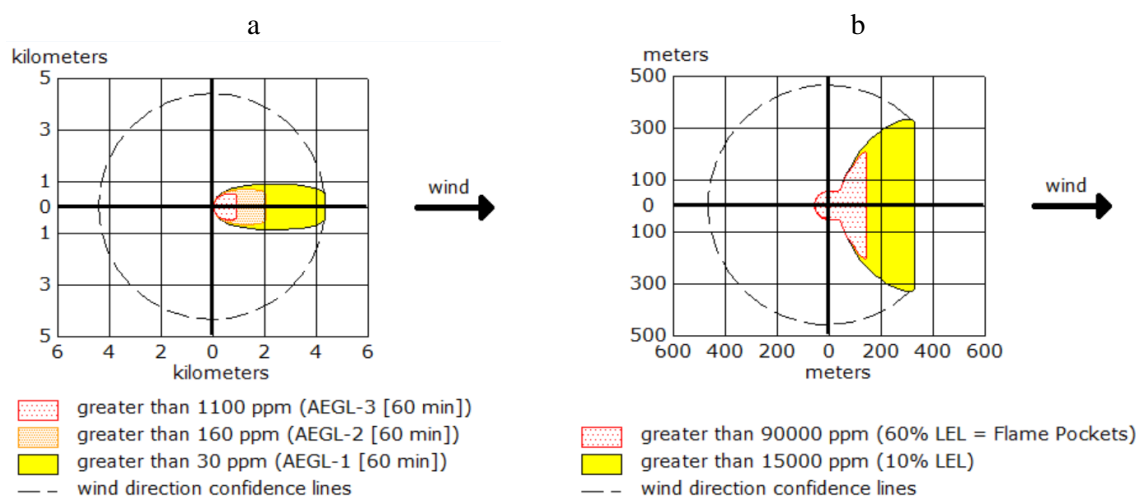 a
kilometers
5
3
1
0
1
3
5
6 4 2 0 2 4 6
kilometers
wind
greater than 1100 ppm (AEGL-3 [60 min])
greater than 160 ppm (AEGL-2 [60 min])
greater than 30 ppm (AEGL-1 [60 min])
wind direction confidence lines
b
meters
500
300
100
0
100
300
500
600 400 200 0 200 400 600
meters
wind
greater than 90000 ppm (60% LEL = Flame Pockets)
greater than 15000 ppm (10% LEL)
wind direction confidence lines